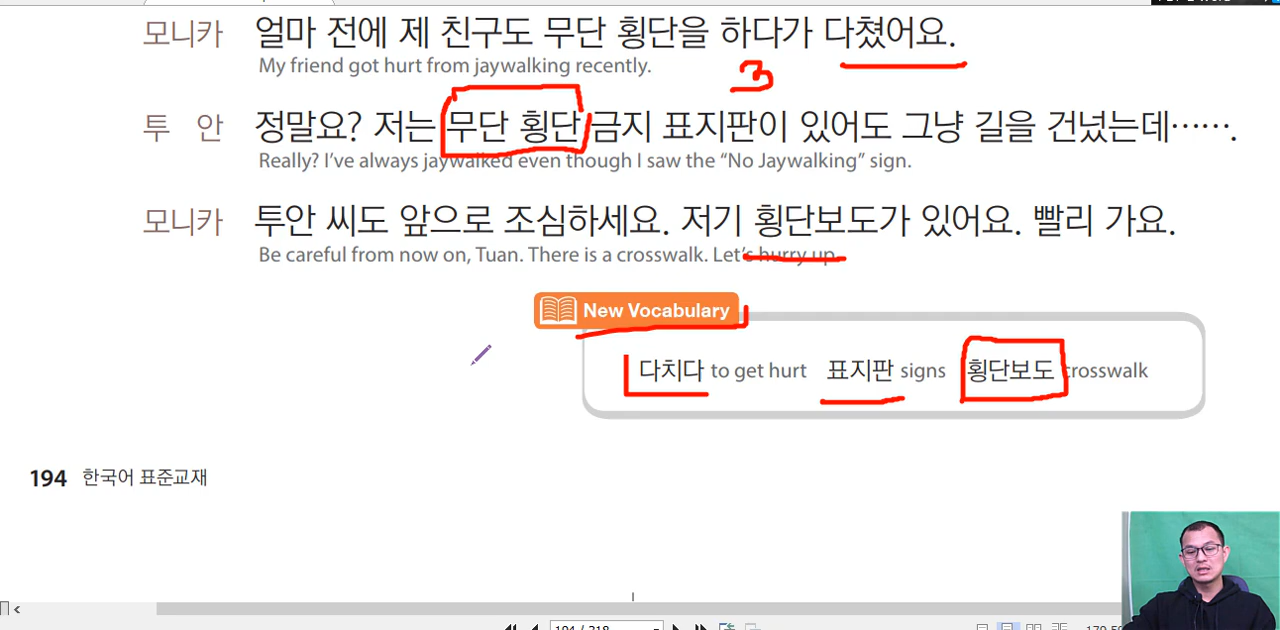 모니카 얼마 전에 제 친구도 무단 횡단을 하다가 다쳤어요.
My friend got hurt from jaywalking recently.
3
투 안 정말요? 저는 무단 횡단 금지 표지판이 있어도 그냥 길을 건넜는데…….
Really? I've always jaywalked even though I saw the “No Jaywalking” sign.
모니카 투안 씨도 앞으로 조심하세요. 저기 횡단보도가 있어요. 빨리 가요.
Be careful from now on, Tuan. There is a crosswalk. Let's hurry up.
New Vocabulary
다치다 to get hurt 표지판 signs 횡단보도 crosswalk
194 한국어 표준교재
194 / 218